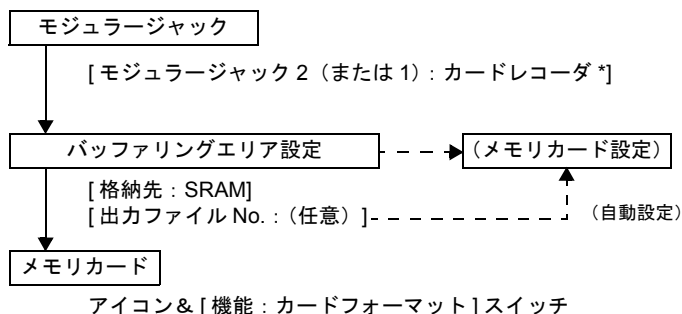 モジュラージャック
[ モジュラージャック 2（または 1）: カードレコーダ *]
バッファリングエリア設定
（メモリカード設定）
[ 格納先 : SRAM]
[ 出力ファイル No. :（任意）]
（自動設定）
メモリカード
アイコン＆ [ 機能 : カードフォーマット ] スイッチ